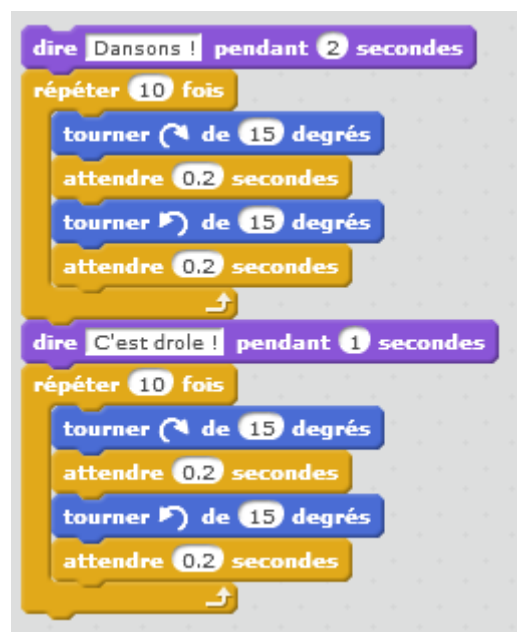 dire Dansons ! pendant 2 secondes
répéter 10 fois
tourner de 15 degrés
attendre 0.2 secondes
tourner de 15 degrés
attendre 0.2 secondes
dire C'est drole ! pendant 1 secondes
répéter 10 fois
tourner de 15 degrés
attendre 0.2 secondes
tourner de 15 degrés
attendre 0.2 secondes